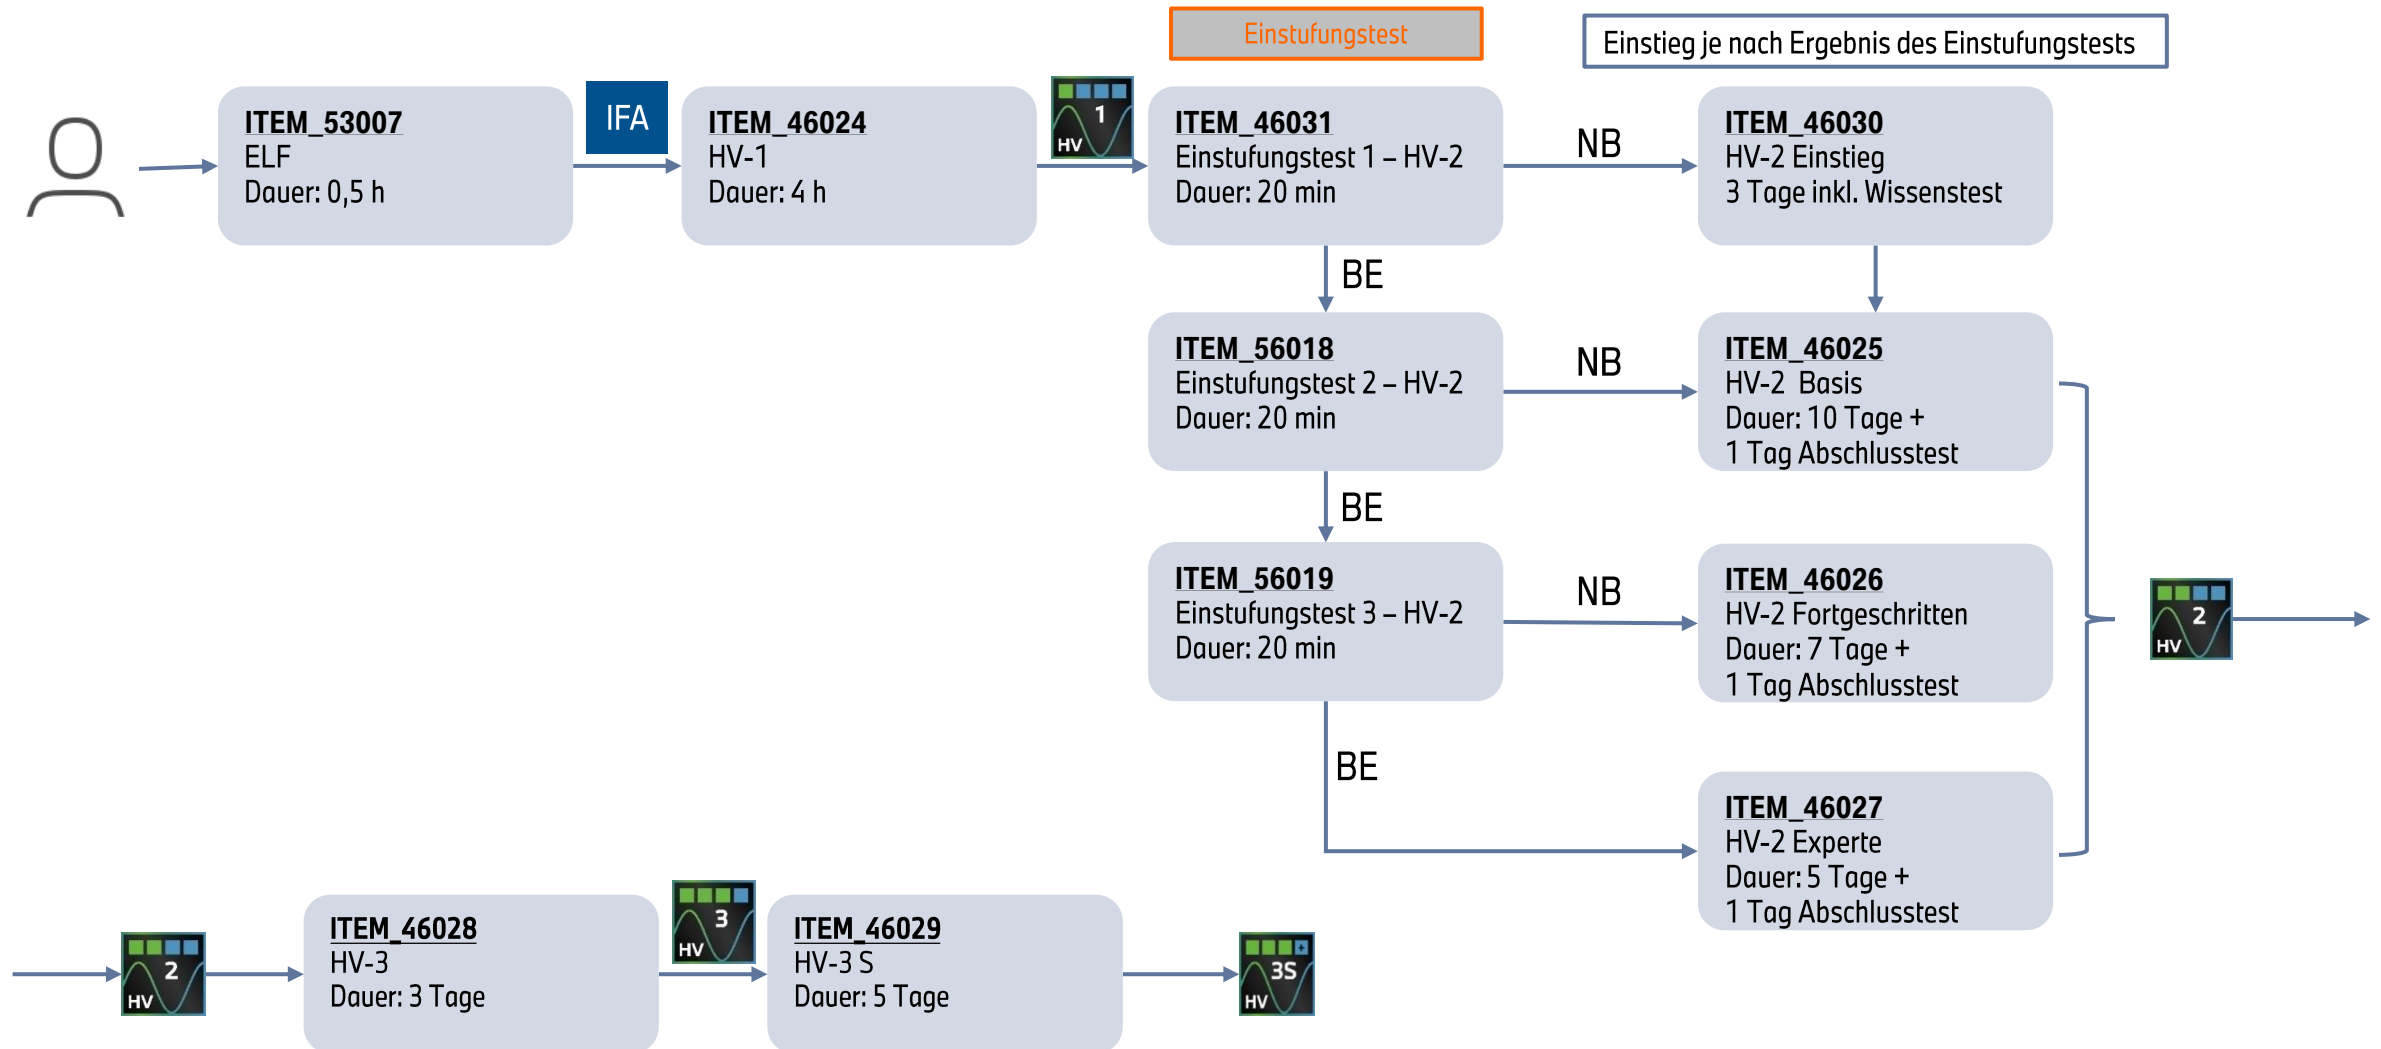 Einstufungstest
Einstieg je nach Ergebnis des Einstufungstests
ITEM_53007
ELF
Dauer: 0,5 h
IFA
ITEM_46024
HV-1
Dauer: 4 h
1
HV
ITEM_46031
Einstufungstest 1 – HV-2
Dauer: 20 min
NB
ITEM_46030
HV-2 Einstieg
3 Tage inkl. Wissenstest
BE
ITEM_56018
Einstufungstest 2 – HV-2
Dauer: 20 min
NB
ITEM_46025
HV-2 Basis
Dauer: 10 Tage +
1 Tag Abschlusstest
BE
ITEM_56019
Einstufungstest 3 – HV-2
Dauer: 20 min
NB
ITEM_46026
HV-2 Fortgeschritten
Dauer: 7 Tage +
1 Tag Abschlusstest
2
HV
BE
ITEM_46027
HV-2 Experte
Dauer: 5 Tage +
1 Tag Abschlusstest
2
HV
ITEM_46028
HV-3
Dauer: 3 Tage
3
HV
ITEM_46029
HV-3 S
Dauer: 5 Tage
+
3S
HV